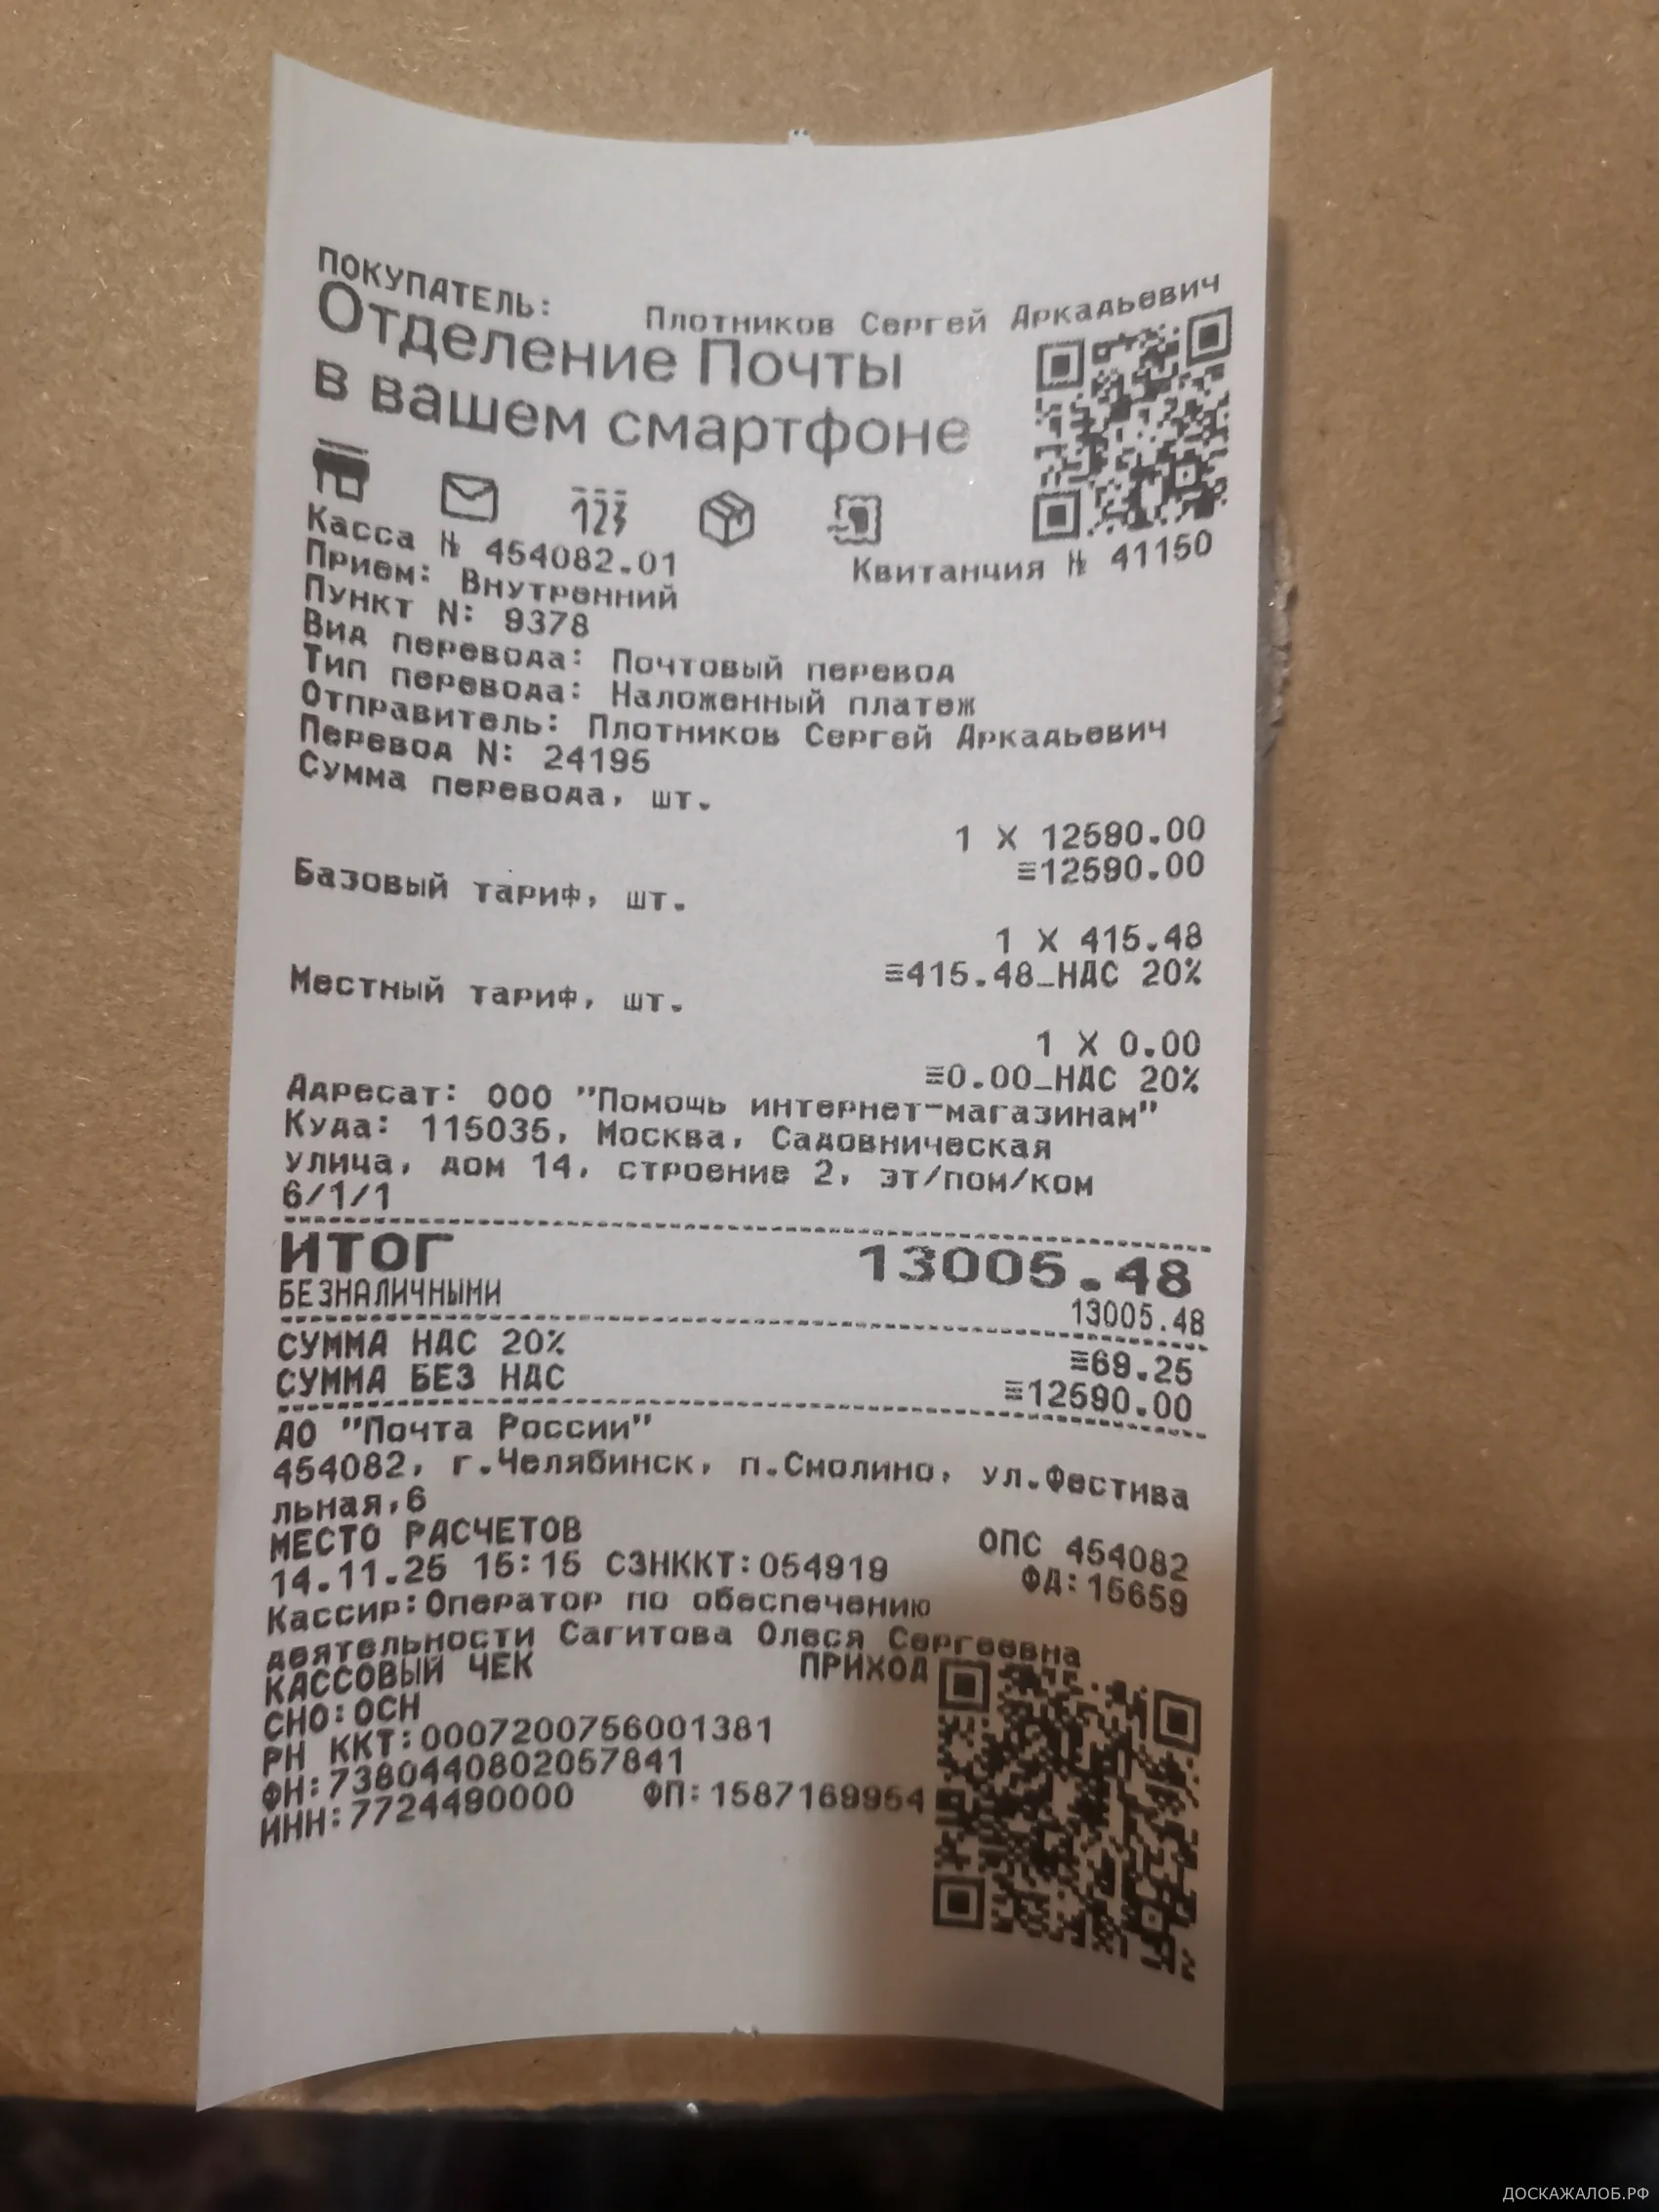 ПОКУПАТЕЛЬ: Плотников Сергей Аркадьевич
Отделение Почты
в вашем смартфоне
123
Касса № 454082.01 Квитанция № 41150
Прием: Внутренний
Пункт N: 9378
Вид перевода: Почтовый перевод
Тип перевода: Наложенный платеж
Отправитель: Плотников Сергей Аркадьевич
Перевод N: 24195
Сумма перевода, шт.
1 X 12590.00
≡12590.00
Базовый тариф, шт.
1 X 415.48
≡415.48_НДС 20%
Местный тариф, шт.
1 X 0.00
≡0.00_НДС 20%
Адресат: ООО "Помощь интернет-магазинам"
Куда: 115035, Москва, Садовническая
улица, дом 14, строение 2, эт/пом/ком
6/1/1
ИТОГ 13005.48
БЕЗНАЛИЧНЫМИ 13005.48
СУММА НДС 20% ≡69.25
СУММА БЕЗ НДС ≡12590.00
АО "Почта России"
454082, г.Челябинск, п.Смолино, ул.Фестива
льная,6
МЕСТО РАСЧЕТОВ ОПС 454082
14.11.25 15:15 СЗНККТ:054919 ФД:15659
Кассир:Оператор по обеспечению
деятельности Сагитова Олеся Сергеевна
КАССОВЫЙ ЧЕК ПРИХОД
СНО:ОСН
РН ККТ:0007200756001381
ФН:7380440802057841
ИНН:7724490000 ФП:1587169954
ДОСКАЖАЛОБ.РФ